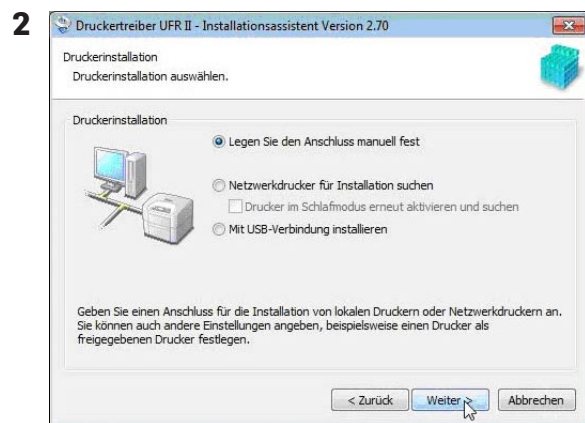 2
Druckertreiber UFR II - Installationsassistent Version 2.70
Druckerinstallation
Druckerinstallation auswählen.
Druckerinstallation
Legen Sie den Anschluss manuell fest
Netzwerkdrucker für Installation suchen
Drucker im Schlafmodus erneut aktivieren und suchen
Mit USB-Verbindung installieren
Geben Sie einen Anschluss für die Installation von lokalen Druckern oder Netzwerkdruckern an.
Sie können auch andere Einstellungen angeben, beispielsweise einen Drucker als
freigegebenen Drucker festlegen.
< Zurück Weiter > Abbrechen